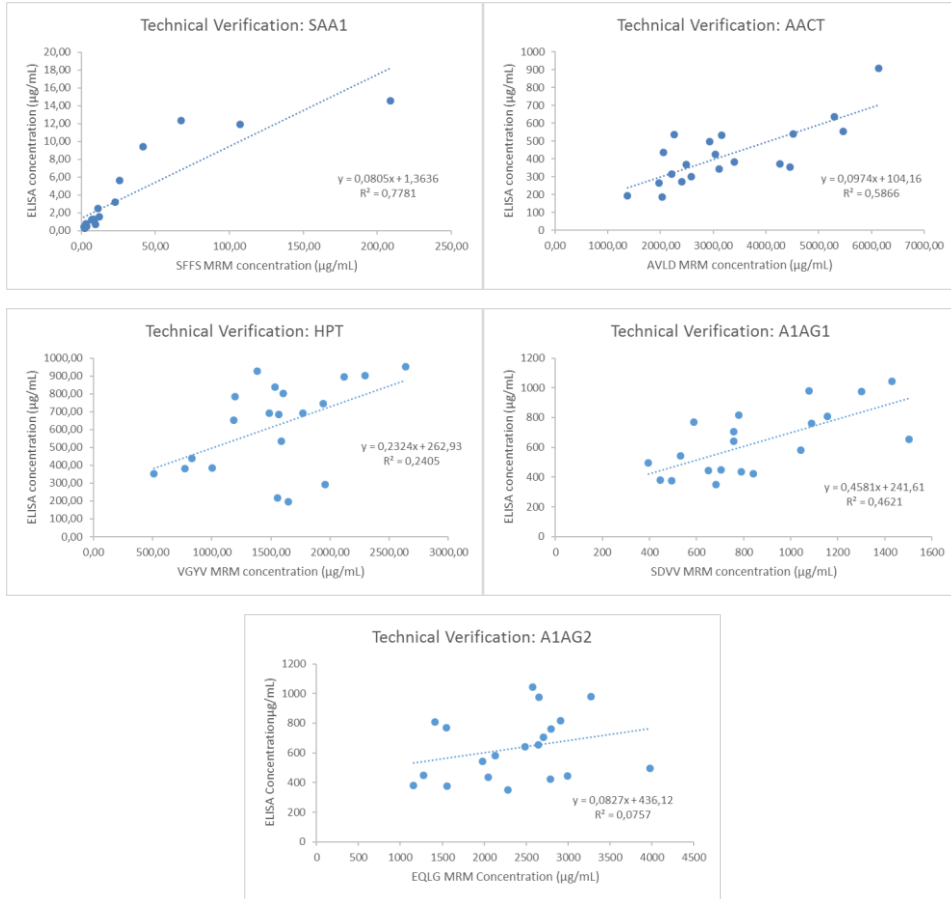 Technical Verification: SAA1
20,00
18,00
16,00
14,00
12,00
10,00
8,00
6,00
4,00
2,00
0,00
ELISA concentration (µg/mL)
y = 0,0805x + 1,3636
R² = 0,7781
0,00 50,00 100,00 150,00 200,00 250,00
SFFS MRM concentration (µg/mL)
Technical Verification: AACT
1000
900
800
700
600
500
400
300
200
100
0
ELISA concentration (µg/mL)
y = 0,0974x + 104,16
R² = 0,5866
0,00 1000,00 2000,00 3000,00 4000,00 5000,00 6000,00 7000,00
AVLD MRM concentration (µg/mL)
Technical Verification: HPT
1000,00
900,00
800,00
700,00
600,00
500,00
400,00
300,00
200,00
100,00
0,00
ELISA concentration (µg/mL)
y = 0,2324x + 262,93
R² = 0,2405
0,00 500,00 1000,00 1500,00 2000,00 2500,00 3000,00
VGYV MRM concentration (µg/mL)
Technical Verification: A1AG1
1200
1000
800
600
400
200
0
ELISA concentration (µg/mL)
y = 0,4581x + 241,61
R² = 0,4621
0 200 400 600 800 1000 1200 1400 1600
SDVV MRM concentration (µg/mL)
Technical Verification: A1AG2
1200
1000
800
600
400
200
0
ELISA Concentrationµg/mL)
y = 0,0827x + 436,12
R² = 0,0757
0 500 1000 1500 2000 2500 3000 3500 4000 4500
EQLG MRM Concentration (µg/mL)